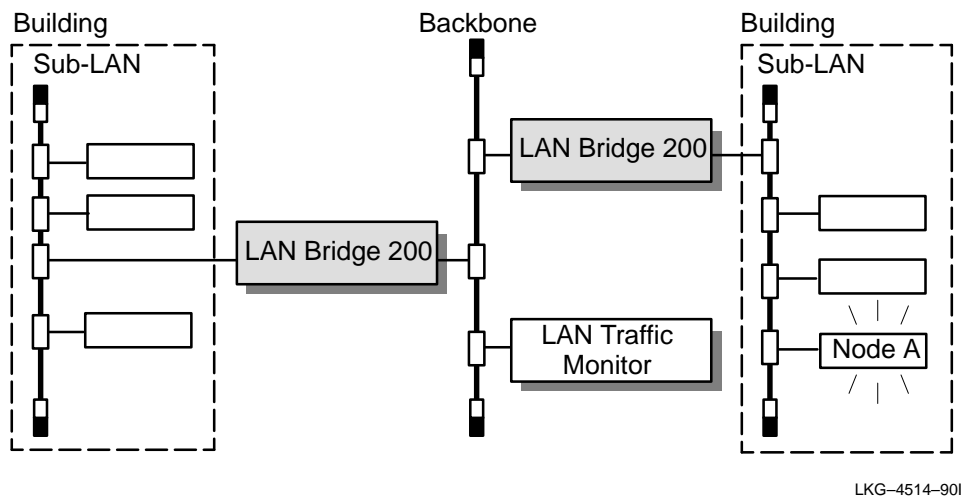 Building
Backbone
Building
Sub-LAN
Sub-LAN
LAN Bridge 200
LAN Bridge 200
LAN Traffic
Monitor
Node A
LKG–4514–90I